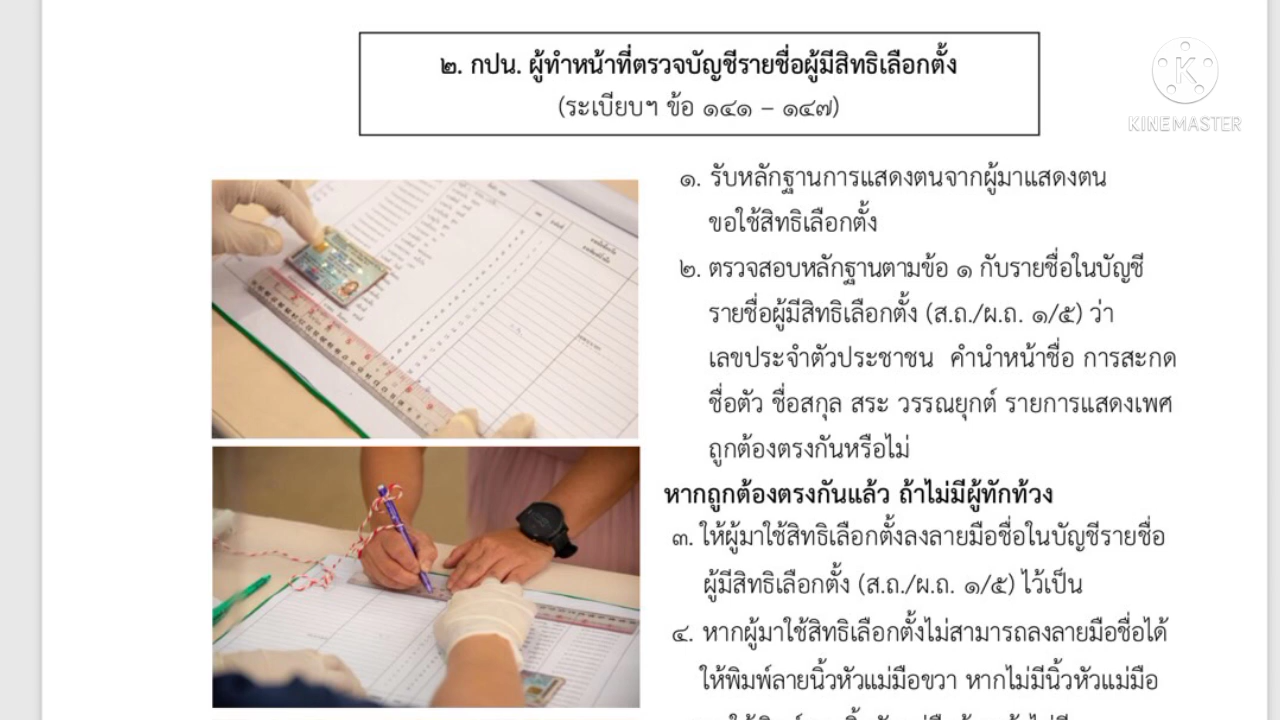 ๒. กปน. ผู้ทำหน้าที่ตรวจบัญชีรายชื่อผู้มีสิทธิเลือกตั้ง
(ระเบียบฯ ข้อ ๑๔๑ – ๑๔๗)
KINEMASTER
๑. รับหลักฐานการแสดงตนจากผู้มาแสดงตน
ขอใช้สิทธิเลือกตั้ง
๒. ตรวจสอบหลักฐานตามข้อ ๑ กับรายชื่อในบัญชี
รายชื่อผู้มีสิทธิเลือกตั้ง (ส.ถ./ผ.ถ. ๑/๕) ว่า
เลขประจำตัวประชาชน คำนำหน้าชื่อ การสะกด
ชื่อตัว ชื่อสกุล สระ วรรณยุกต์ รายการแสดงเพศ
ถูกต้องตรงกันหรือไม่
หากถูกต้องตรงกันแล้ว ถ้าไม่มีผู้ทักท้วง
๓. ให้ผู้มาใช้สิทธิเลือกตั้งลงลายมือชื่อในบัญชีรายชื่อ
ผู้มีสิทธิเลือกตั้ง (ส.ถ./ผ.ถ. ๑/๕) ไว้เป็น
๔. หากผู้มาใช้สิทธิเลือกตั้งไม่สามารถลงลายมือชื่อได้
ให้พิมพ์ลายนิ้วหัวแม่มือขวา หากไม่มีนิ้วหัวแม่มือ